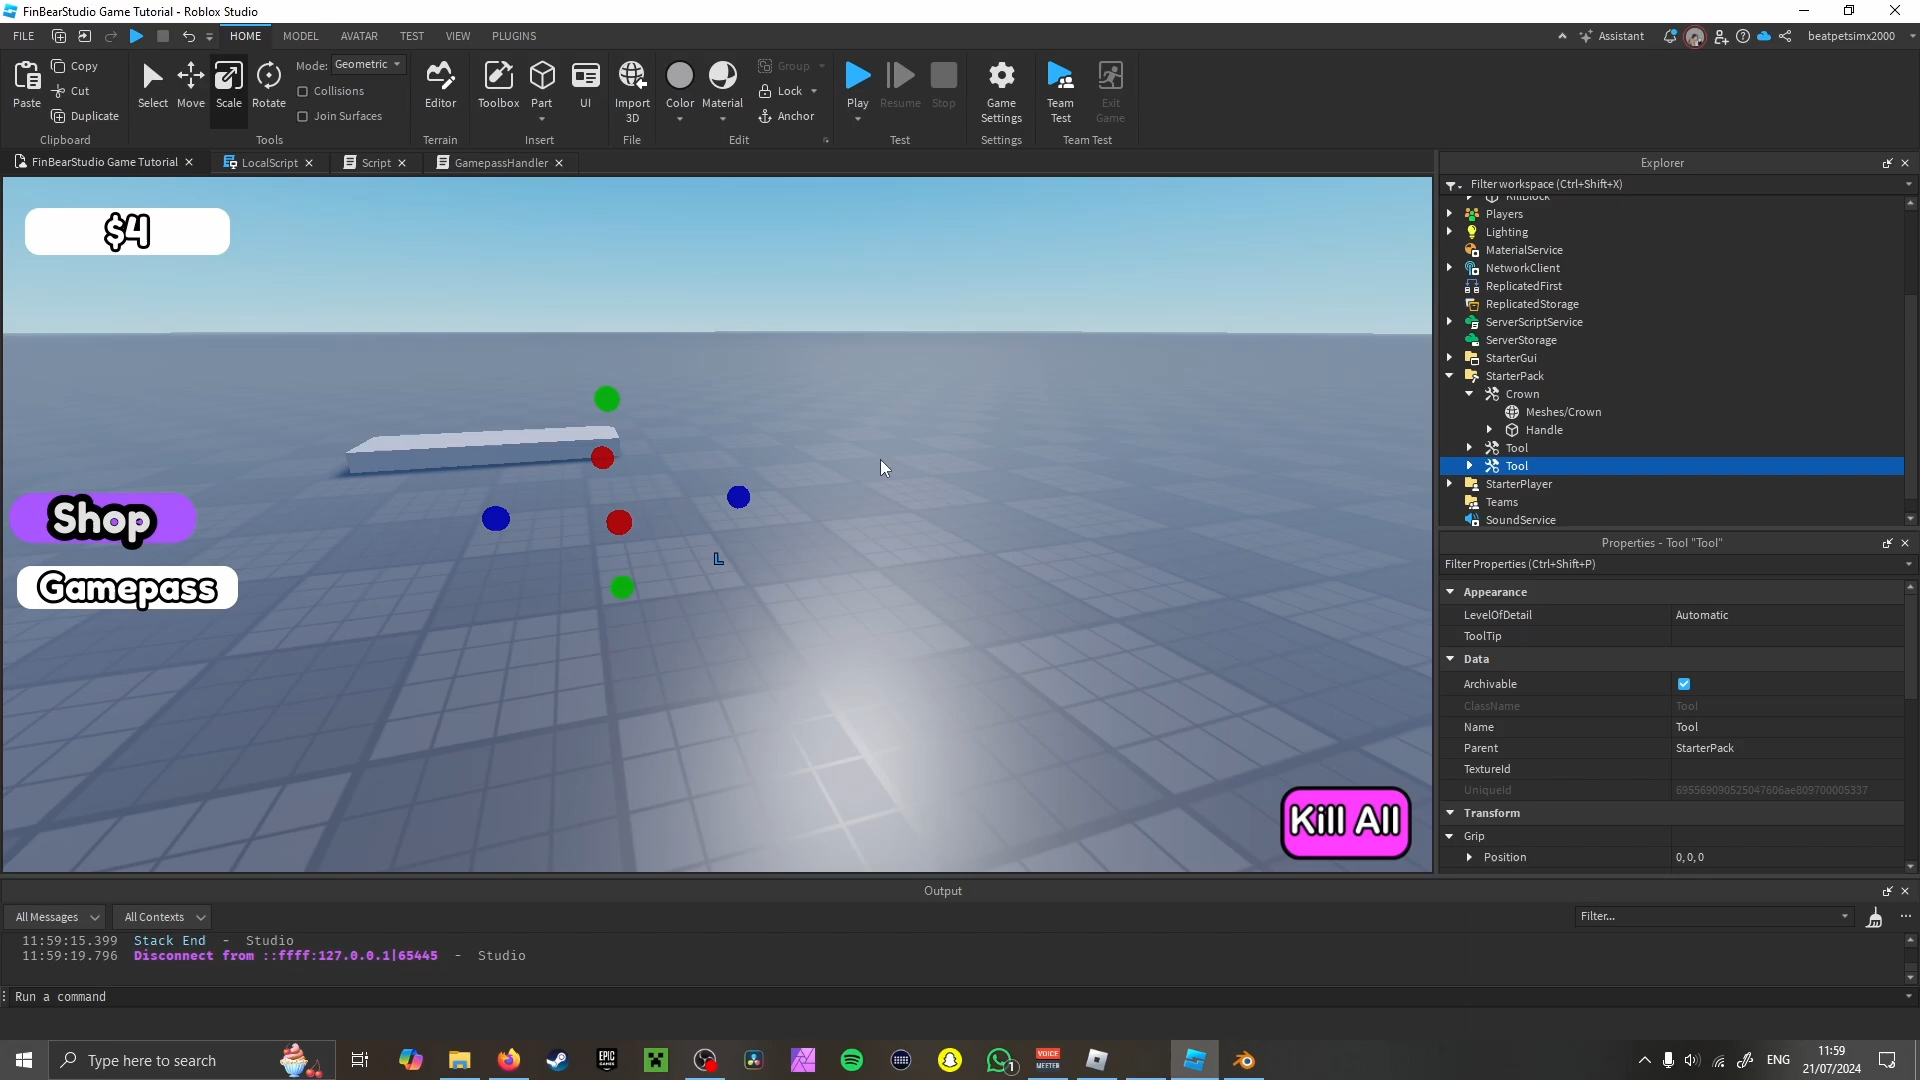 FinBearStudio Game Tutorial - Roblox Studio
FILE
HOME
MODEL
AVATAR
TEST
VIEW
PLUGINS
Assistant
beatpetsimx2000
Paste
Copy
Cut
Duplicate
Clipboard
Select
Move
Scale
Rotate
Mode:
Geometric
Collisions
Join Surfaces
Tools
Editor
Terrain
Toolbox
Part
UI
Insert
Import
3D
File
Color
Material
Group
Lock
Anchor
Edit
Play
Resume
Stop
Test
Game
Settings
Settings
Team
Test
Exit
Game
Team Test
FinBearStudio Game Tutorial
LocalScript
Script
GamepassHandler
$4
Shop
Gamepass
L
Kill All
Explorer
Filter workspace (Ctrl+Shift+X)
KillBlock
Players
Lighting
MaterialService
NetworkClient
ReplicatedFirst
ReplicatedStorage
ServerScriptService
ServerStorage
StarterGui
StarterPack
Crown
Meshes/Crown
Handle
Tool
Tool
StarterPlayer
Teams
SoundService
Properties - Tool "Tool"
Filter Properties (Ctrl+Shift+P)
Appearance
LevelOfDetail Automatic
ToolTip
Data
Archivable
ClassName Tool
Name Tool
Parent StarterPack
TextureId
UniqueId 695569090525047606ae809700005337
Transform
Grip
Position 0, 0, 0
Output
All Messages
All Contexts
Filter...
11:59:15.399 Stack End - Studio
11:59:19.796 Disconnect from ::ffff:127.0.0.1|65445 - Studio
Run a command
Type here to search
EPIC
GAMES
1
VOICE
MEETER
ENG
11:59
21/07/2024